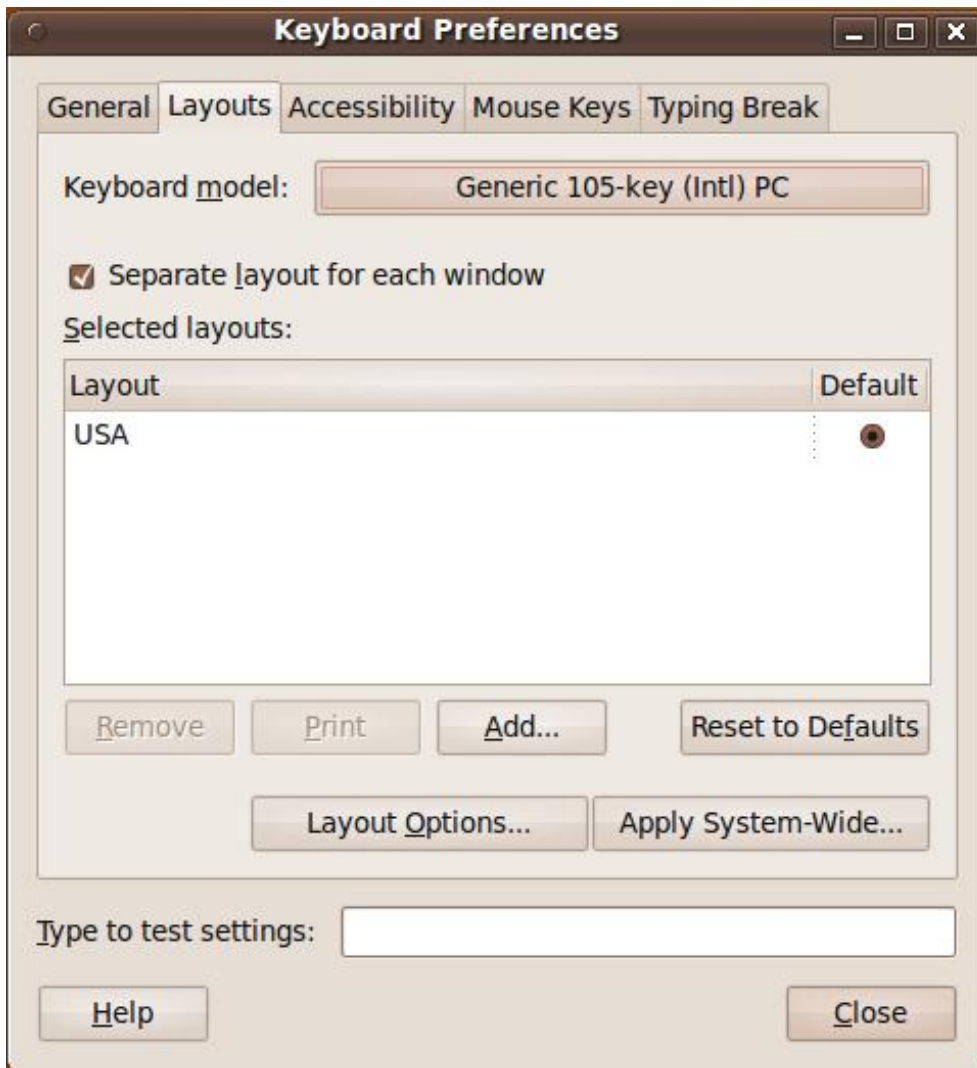 Keyboard Preferences
General Layouts Accessibility Mouse Keys Typing Break
Keyboard model: Generic 105-key (Intl) PC
Separate layout for each window
Selected layouts:
Layout Default
USA
Remove Print Add... Reset to Defaults
Layout Options... Apply System-Wide...
Type to test settings:
Help Close